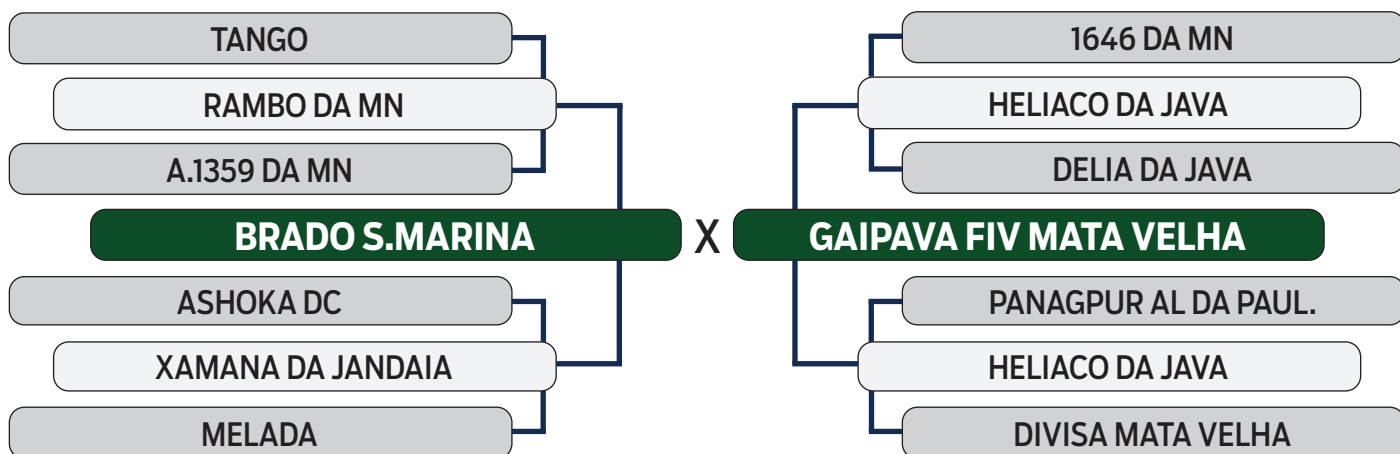 TANGO
RAMBO DA MN
A.1359 DA MN
BRADO S.MARINA
ASHOKA DC
XAMANA DA JANDAIA
MELADA
X
1646 DA MN
HELIACO DA JAVA
DELIA DA JAVA
GAIPAVA FIV MATA VELHA
PANAGPUR AL DA PAUL.
HELIACO DA JAVA
DIVISA MATA VELHA